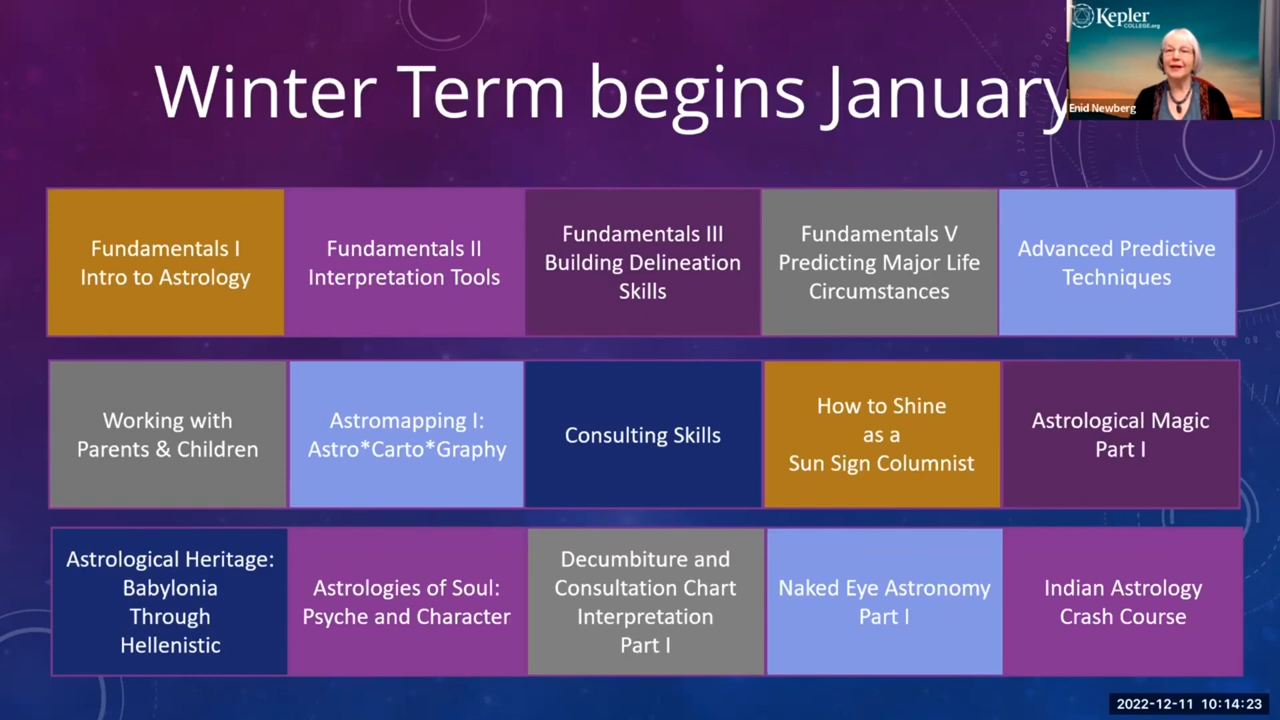 Winter Term begins January
Kepler
COLLEGE.org
Enid Newberg
200
190
170
Fundamentals I
Intro to Astrology
Fundamentals II
Interpretation Tools
Fundamentals III
Building Delineation
Skills
Fundamentals V
Predicting Major Life
Circumstances
Advanced Predictive
Techniques
Working with
Parents & Children
Astromapping I:
Astro*Carto*Graphy
Consulting Skills
How to Shine
as a
Sun Sign Columnist
Astrological Magic
Part I
Astrological Heritage:
Babylonia
Through
Hellenistic
Astrologies of Soul:
Psyche and Character
Decumbiture and
Consultation Chart
Interpretation
Part I
Naked Eye Astronomy
Part I
Indian Astrology
Crash Course
2022-12-11 10:14:23